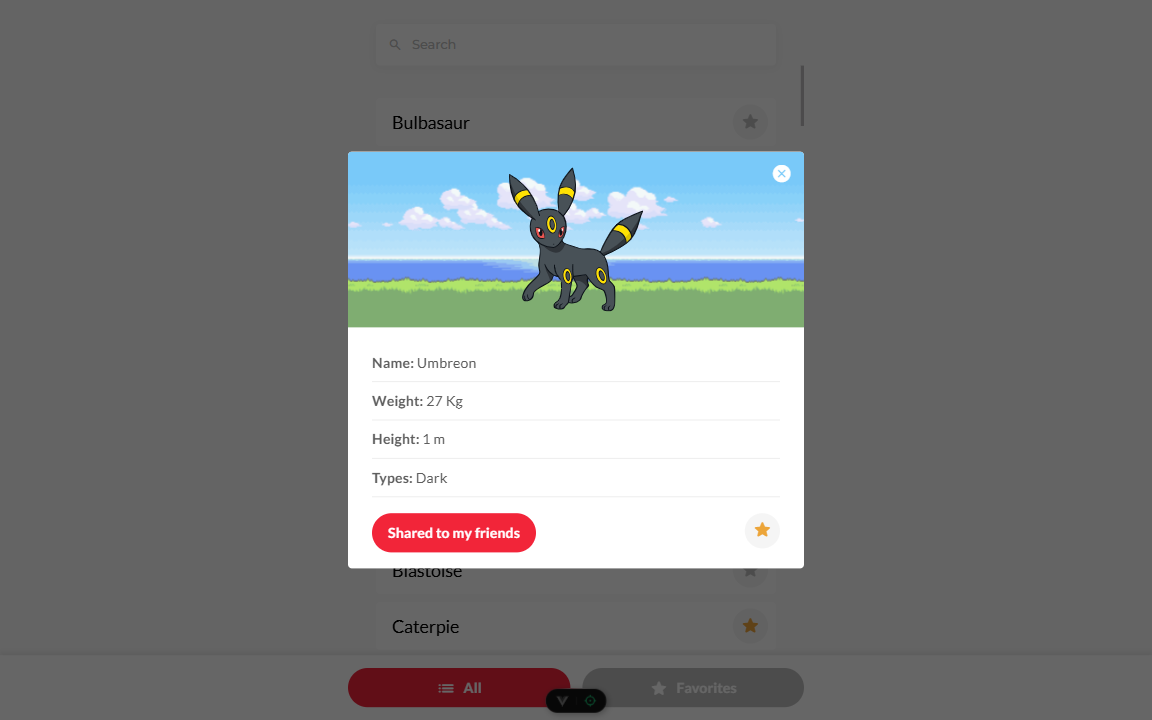 Search
Bulbasaur
Name: Umbreon
Weight: 27 Kg
Height: 1 m
Types: Dark
Shared to my friends
Blastoise
Caterpie
All
Favorites